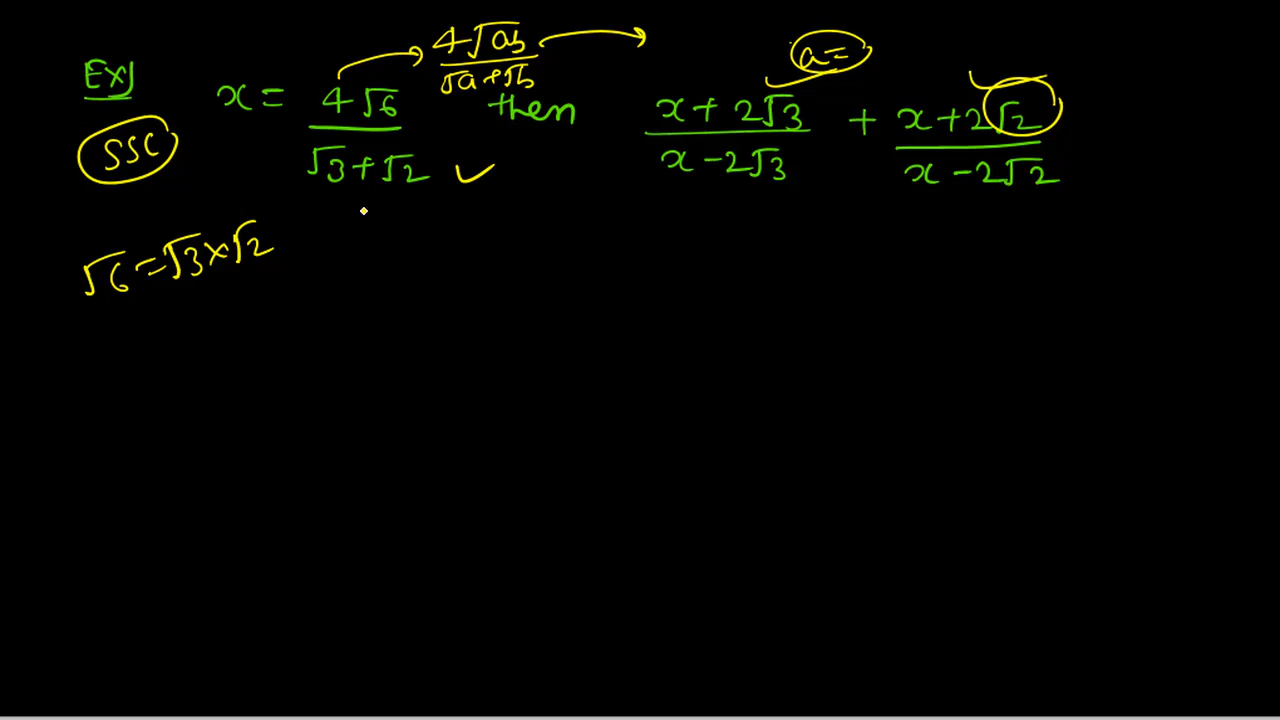 Ex)
SSC
x = 4√6 / √3+√2 then x+2√3 / x-2√3 + x+2√2 / x-2√2
4√ab / √a+√b
a=
√6 = √3×√2